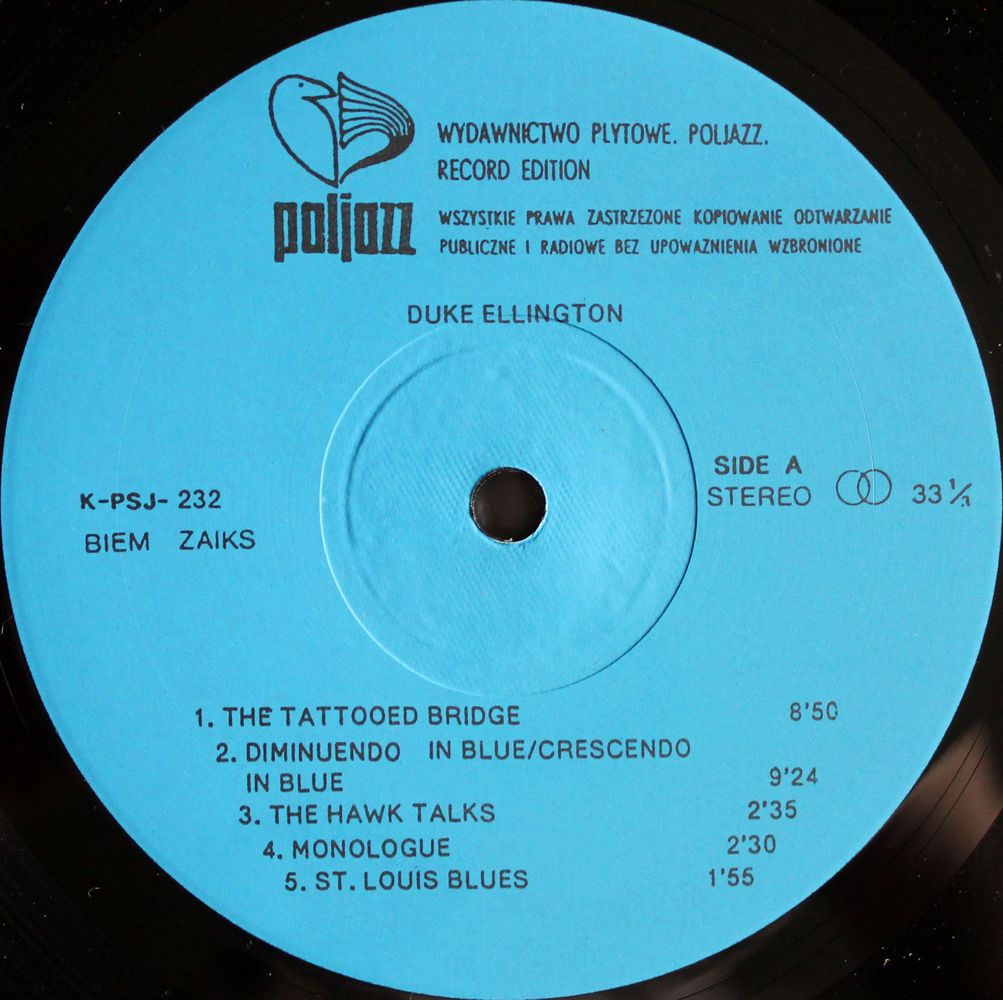 WYDAWNICTWO PLYTOWE. POLJAZZ.
RECORD EDITION
poljazz
WSZYSTKIE PRAWA ZASTRZEZONE KOPIOWANIE ODTWARZANIE
PUBLICZNE I RADIOWE BEZ UPOWAZNIENIA WZBRONIONE
DUKE ELLINGTON
SIDE A
K-PSJ- 232
STEREO 33 1/3
BIEM ZAIKS
1. THE TATTOOED BRIDGE 8'50
2. DIMINUENDO IN BLUE/CRESCENDO
IN BLUE 9'24
3. THE HAWK TALKS 2'35
4. MONOLOGUE 2'30
5. ST. LOUIS BLUES 1'55